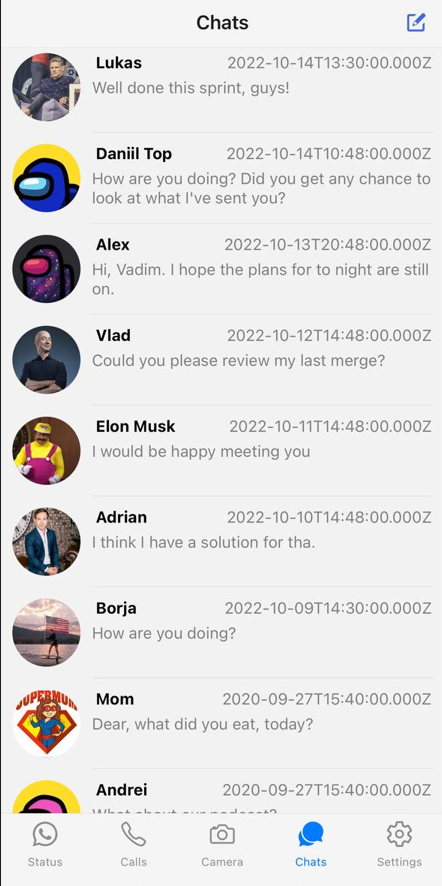 Chats
Lukas 2022-10-14T13:30:00.000Z
Well done this sprint, guys!
Daniil Top 2022-10-14T10:48:00.000Z
How are you doing? Did you get any chance to
look at what I've sent you?
Alex 2022-10-13T20:48:00.000Z
Hi, Vadim. I hope the plans for to night are still
on.
Vlad 2022-10-12T14:48:00.000Z
Could you please review my last merge?
Elon Musk 2022-10-11T14:48:00.000Z
I would be happy meeting you
Adrian 2022-10-10T14:48:00.000Z
I think I have a solution for tha.
Borja 2022-10-09T14:30:00.000Z
How are you doing?
SUPERMUM
Mom 2020-09-27T15:40:00.000Z
Dear, what did you eat, today?
Andrei 2020-09-27T15:40:00.000Z
What about our podcast?
Status Calls Camera Chats Settings